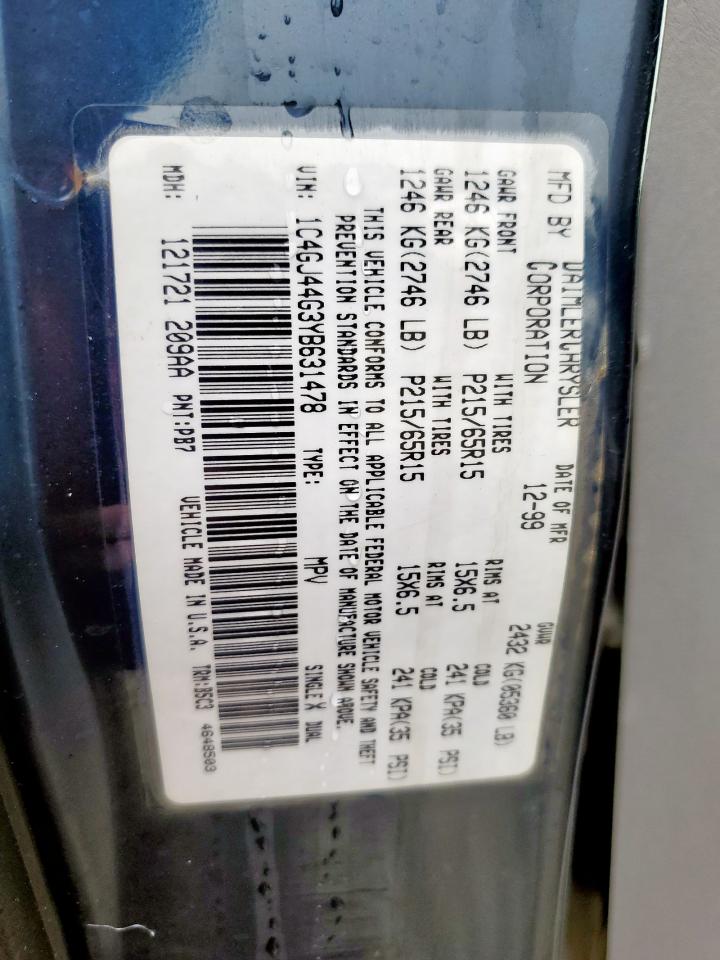 MFD BY DAIMLERCHRYSLER CORPORATION DATE OF MFR 12-99 GVWR 2432 KG(05360 LB)
GAWR FRONT WITH TIRES RIMS AT COLD
1246 KG(2746 LB) P215/65R15 15X6.5 241 KPA(35 PSI)
GAWR REAR WITH TIRES RIMS AT COLD
1246 KG(2746 LB) P215/65R15 15X6.5 241 KPA(35 PSI)
THIS VEHICLE CONFORMS TO ALL APPLICABLE FEDERAL MOTOR VEHICLE SAFETY AND THEFT
PREVENTION STANDARDS IN EFFECT ON THE DATE OF MANUFACTURE SHOWN ABOVE.
VIN: 1C4GJ44G3YB631478 TYPE: MPV SINGLE X DUAL
MDH: 121721 209AA PNT:PB7 VEHICLE MADE IN U.S.A. TRM:B5C3 4648503